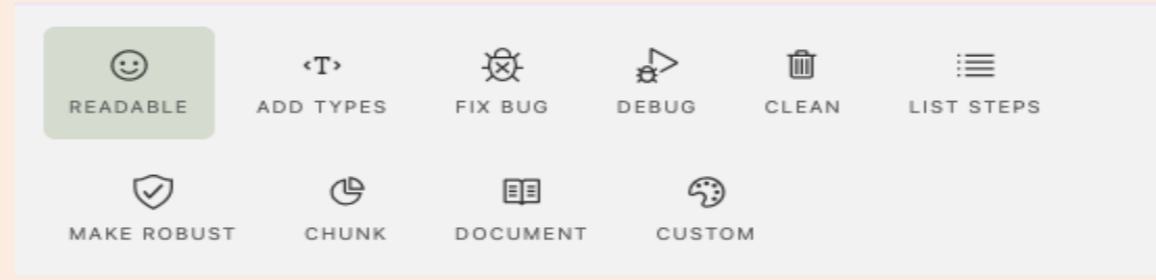 READABLE ADD TYPES FIX BUG DEBUG CLEAN LIST STEPS
MAKE ROBUST CHUNK DOCUMENT CUSTOM